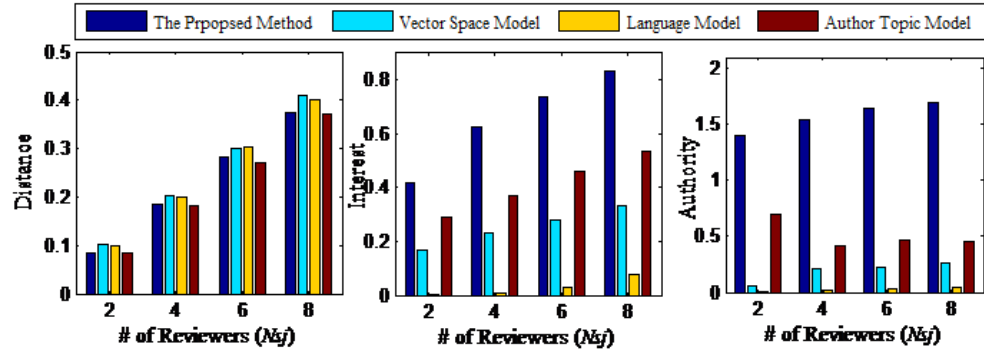 The Prpopsed Method Vector Space Model Language Model Author Topic Model
Distance
0.5
0.4
0.3
0.2
0.1
0
2 4 6 8
# of Reviewers (Nsj)
Interest
0.8
0.6
0.4
0.2
0
2 4 6 8
# of Reviewers (Nsj)
Authority
2
1.5
1
0.5
0
2 4 6 8
# of Reviewers (Nsj)